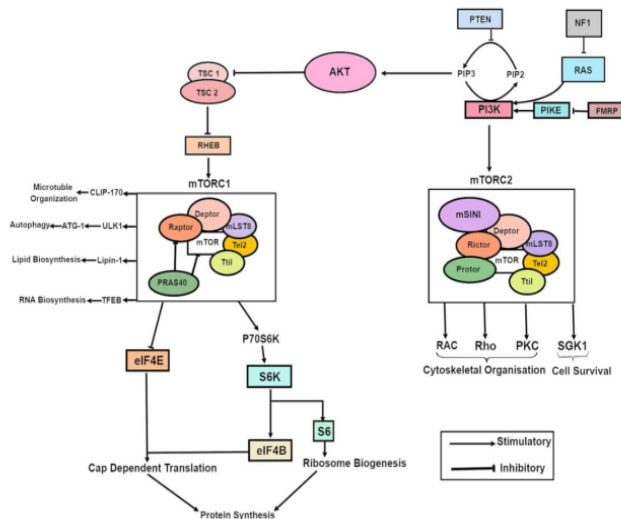 PTEN
NF1
TSC 1
TSC 2
AKT
PIP3
PIP2
RAS
PI3K
PIKE
FMRP
RHEB
mTORC1
mTORC2
Microtuble
Organization
CLIP-170
Autophagy
ATG-1
ULK1
Lipid Biosynthesis
Lipin-1
RNA Biosynthesis
TFEB
Deptor
Raptor
mLST8
mTOR
Tel2
Ttil
PRAS40
mSINI
Deptor
Rictor
mLST8
mTOR
Tel2
Protor
Ttil
P70S6K
eIF4E
S6K
RAC
Rho
PKC
SGK1
Cytoskeletal Organisation
Cell Survival
S6
eIF4B
Cap Dependent Translation
Ribosome Biogenesis
Protein Synthesis
Stimulatory
Inhibitory